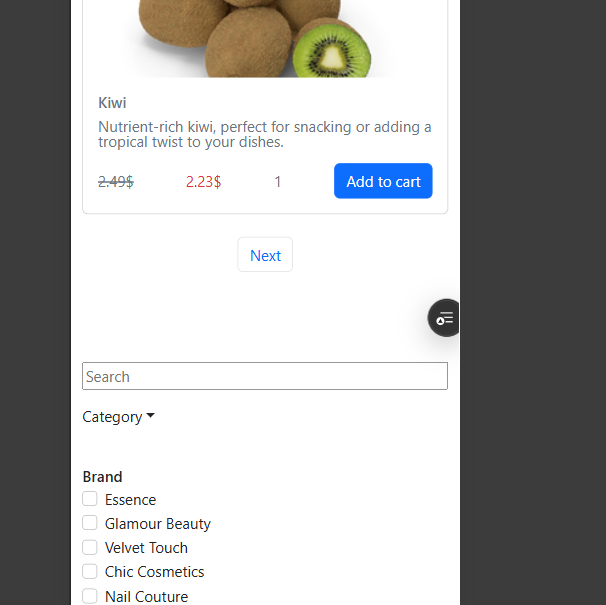 Kiwi
Nutrient-rich kiwi, perfect for snacking or adding a
tropical twist to your dishes.
2.49$ 2.23$ 1 Add to cart
Next
Search
Category
Brand
Essence
Glamour Beauty
Velvet Touch
Chic Cosmetics
Nail Couture